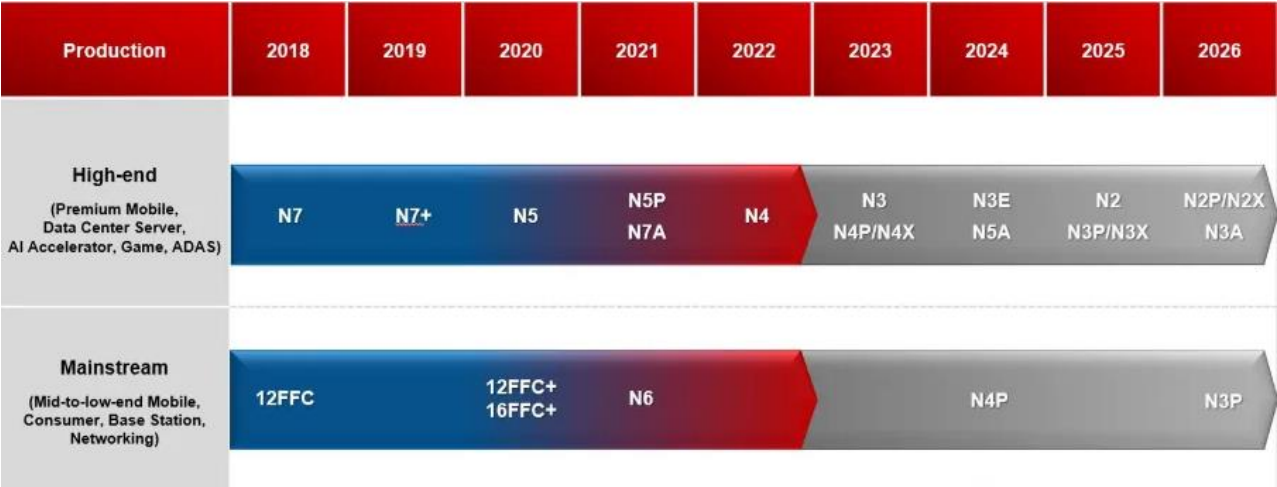 Production 2018 2019 2020 2021 2022 2023 2024 2025 2026
High-end
(Premium Mobile,
Data Center Server,
AI Accelerator, Game, ADAS)
N7 N7+ N5 N5P N4 N3 N3E N2 N2P/N2X
N7A N4P/N4X N5A N3P/N3X N3A
Mainstream
(Mid-to-low-end Mobile,
Consumer, Base Station,
Networking)
12FFC 12FFC+ N6 N4P N3P
16FFC+